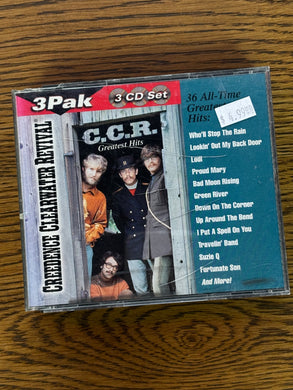 3Pak
3 CD Set
CREEDENCE CLEARWATER REVIVAL
C.C.R.
Greatest Hits
36 All-Time
Greatest
Hits:
Who'll Stop The Rain
Lookin' Out My Back Door
Lodi
Proud Mary
Bad Moon Rising
Green River
Down On The Corner
Up Around The Bend
I Put A Spell On You
Travelin' Band
Suzie Q
Fortunate Son
And More!